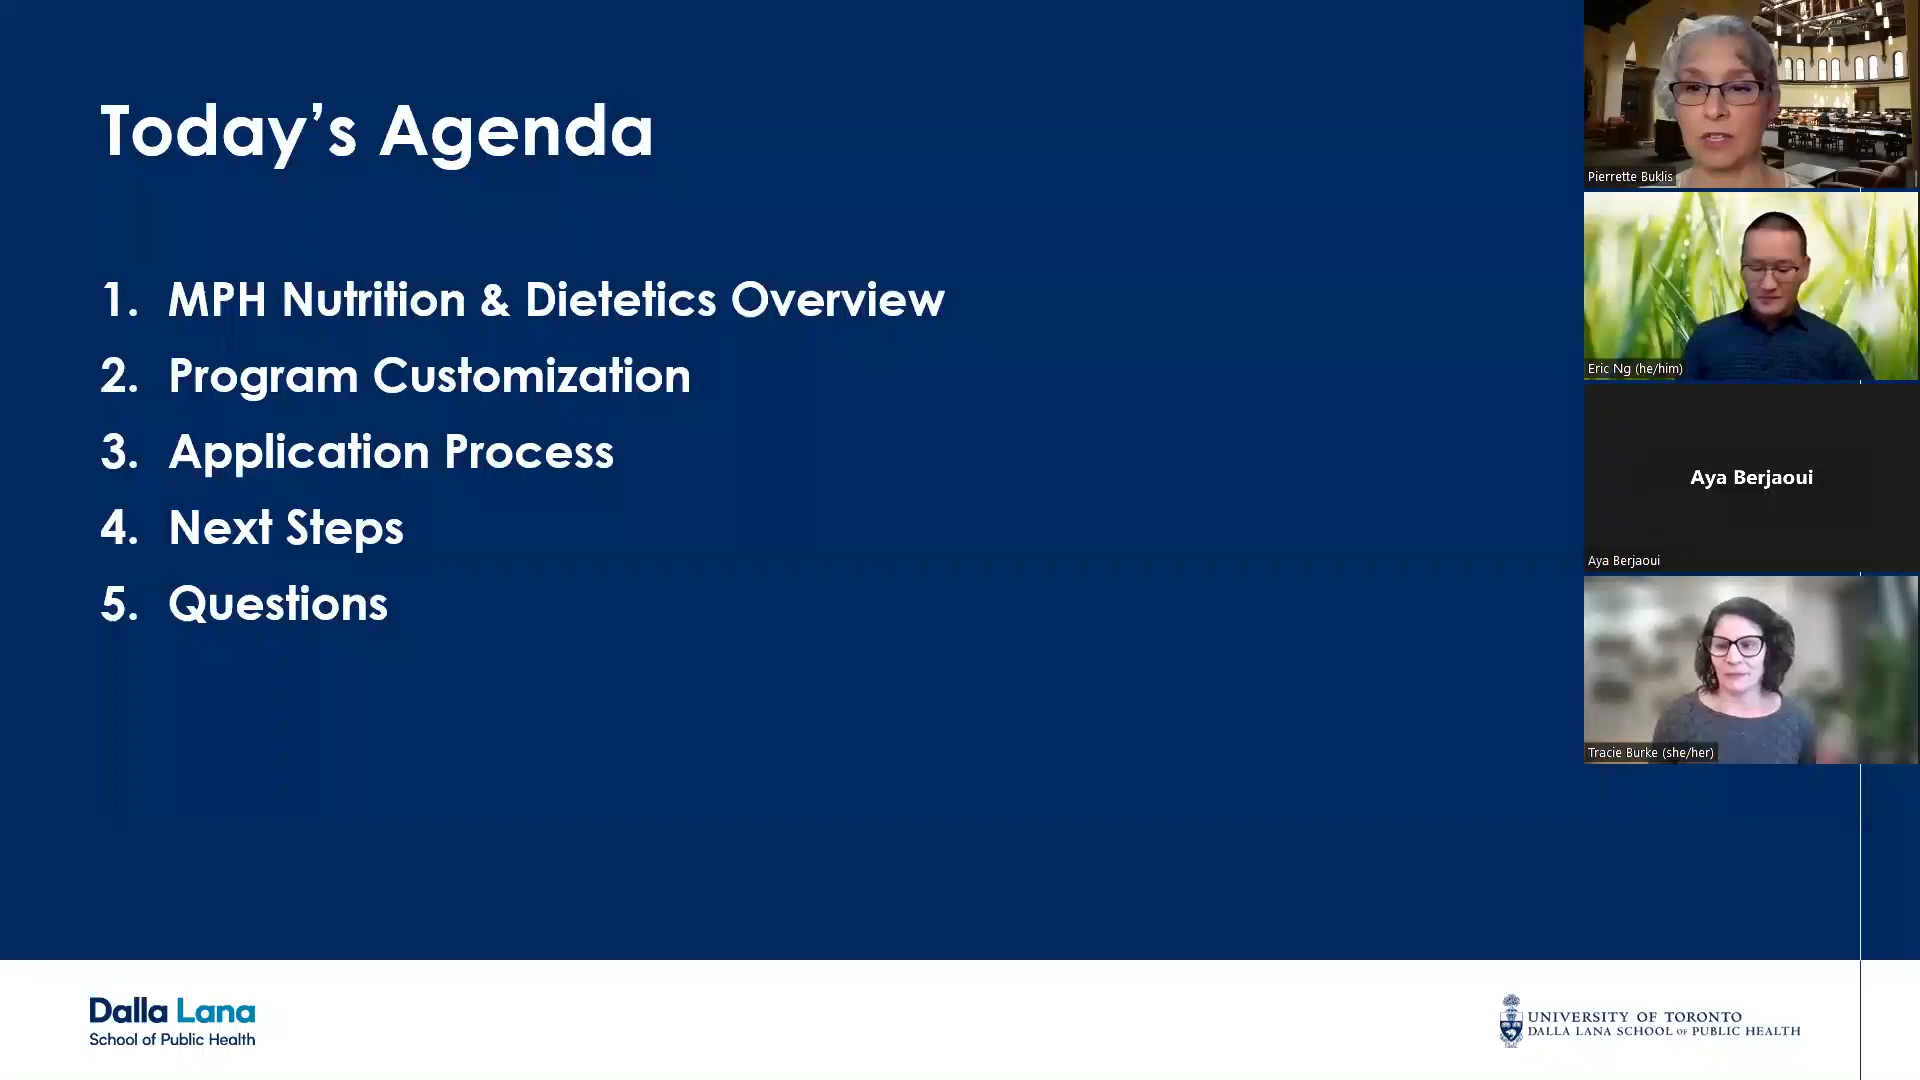 Today’s Agenda
1. MPH Nutrition & Dietetics Overview
2. Program Customization
3. Application Process
4. Next Steps
5. Questions
Pierrette Buklis
Eric Ng (he/him)
Aya Berjaoui
Aya Berjaoui
Tracie Burke (she/her)
Dalla Lana
School of Public Health
UNIVERSITY OF TORONTO
DALLA LANA SCHOOL OF PUBLIC HEALTH